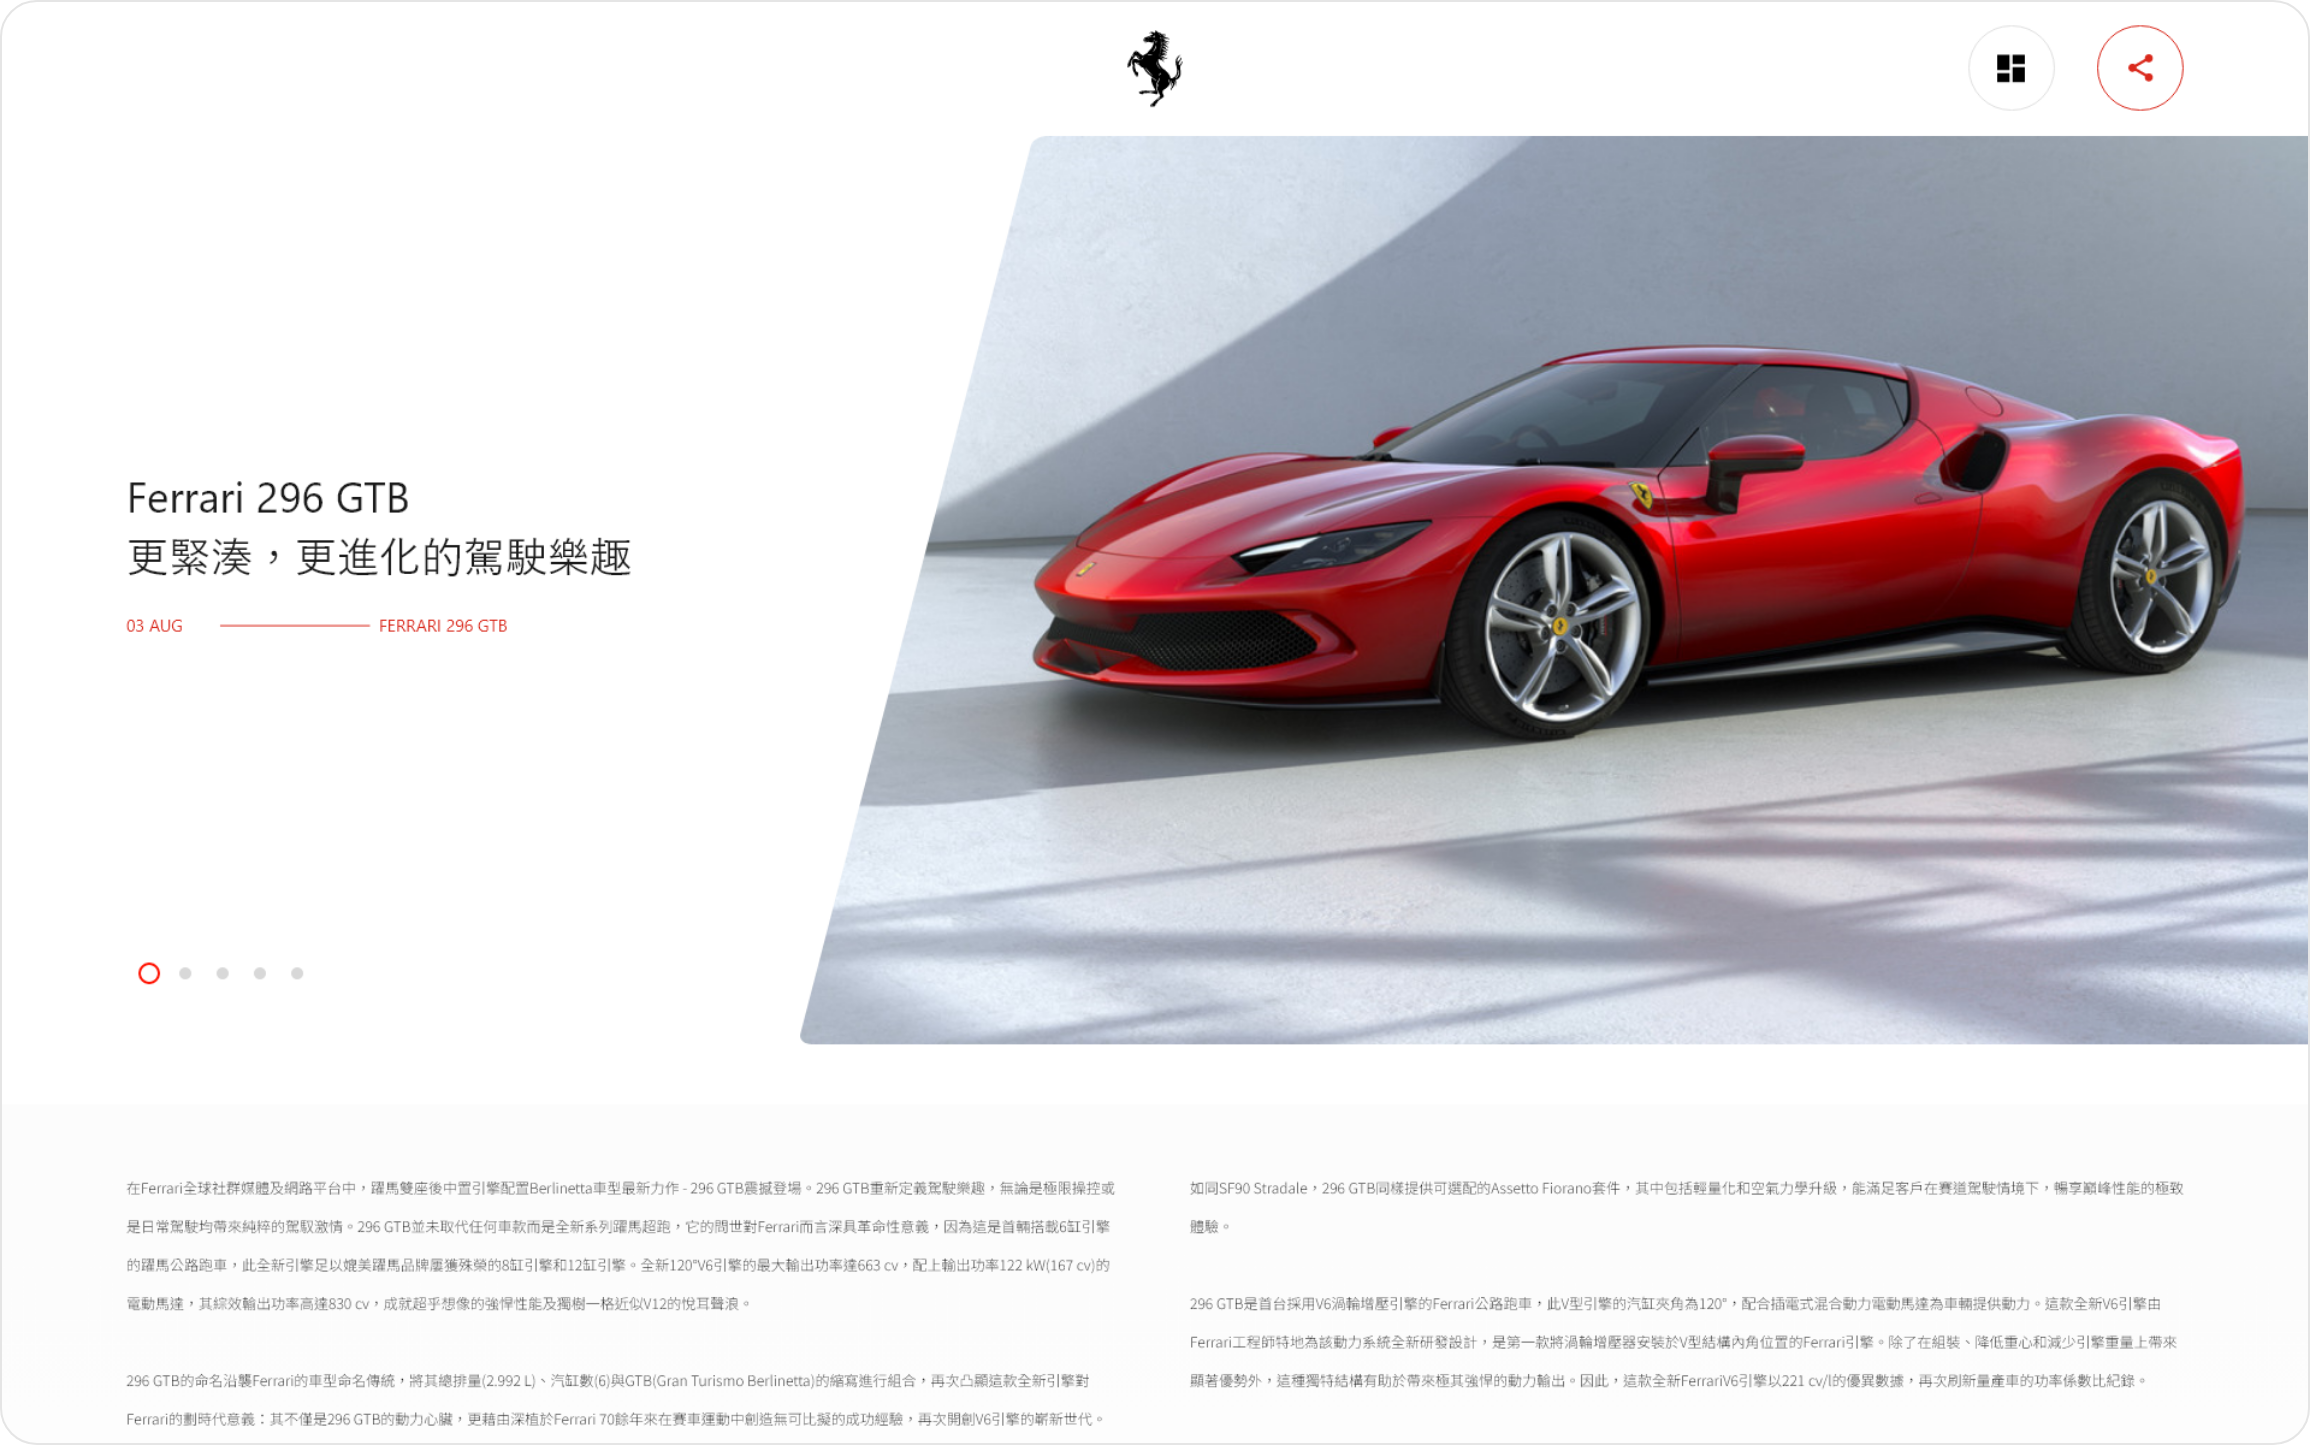 Ferrari 296 GTB
更緊湊，更進化的駕駛樂趣
03 AUG
FERRARI 296 GTB
在Ferrari全球社群媒體及網路平台中，躍馬雙座後中置引擎配置Berlinetta車型最新力作 - 296 GTB震撼登場。296 GTB重新定義駕駛樂趣，無論是極限操控或
是日常駕駛均帶來純粹的駕馭激情。296 GTB並未取代任何車款而是全新系列躍馬超跑，它的問世對Ferrari而言深具革命性意義，因為這是首輛搭載6缸引擎
的躍馬公路跑車，此全新引擎足以媲美躍馬品牌屢獲殊榮的8缸引擎和12缸引擎。全新120°V6引擎的最大輸出功率達663 cv，配上輸出功率122 kW(167 cv)的
電動馬達，其綜效輸出功率高達830 cv，成就超乎想像的強悍性能及獨樹一格近似V12的悅耳聲浪。
296 GTB的命名沿襲Ferrari的車型命名傳統，將其總排量(2.992 L)、汽缸數(6)與GTB(Gran Turismo Berlinetta)的縮寫進行組合，再次凸顯這款全新引擎對
Ferrari的劃時代意義：其不僅是296 GTB的動力心臟，更藉由深植於Ferrari 70餘年來在賽車運動中創造無可比擬的成功經驗，再次開創V6引擎的嶄新世代。
如同SF90 Stradale，296 GTB同樣提供可選配的Assetto Fiorano套件，其中包括輕量化和空氣力學升級，能滿足客戶在賽道駕駛情境下，暢享巔峰性能的極致
體驗。
296 GTB是首台採用V6渦輪增壓引擎的Ferrari公路跑車，此V型引擎的汽缸夾角為120°，配合插電式混合動力電動馬達為車輛提供動力。這款全新V6引擎由
Ferrari工程師特地為該動力系統全新研發設計，是第一款將渦輪增壓器安裝於V型結構內角位置的Ferrari引擎。除了在組裝、降低重心和減少引擎重量上帶來
顯著優勢外，這種獨特結構有助於帶來極其強悍的動力輸出。因此，這款全新FerrariV6引擎以221 cv/l的優異數據，再次刷新量產車的功率係數比紀錄。